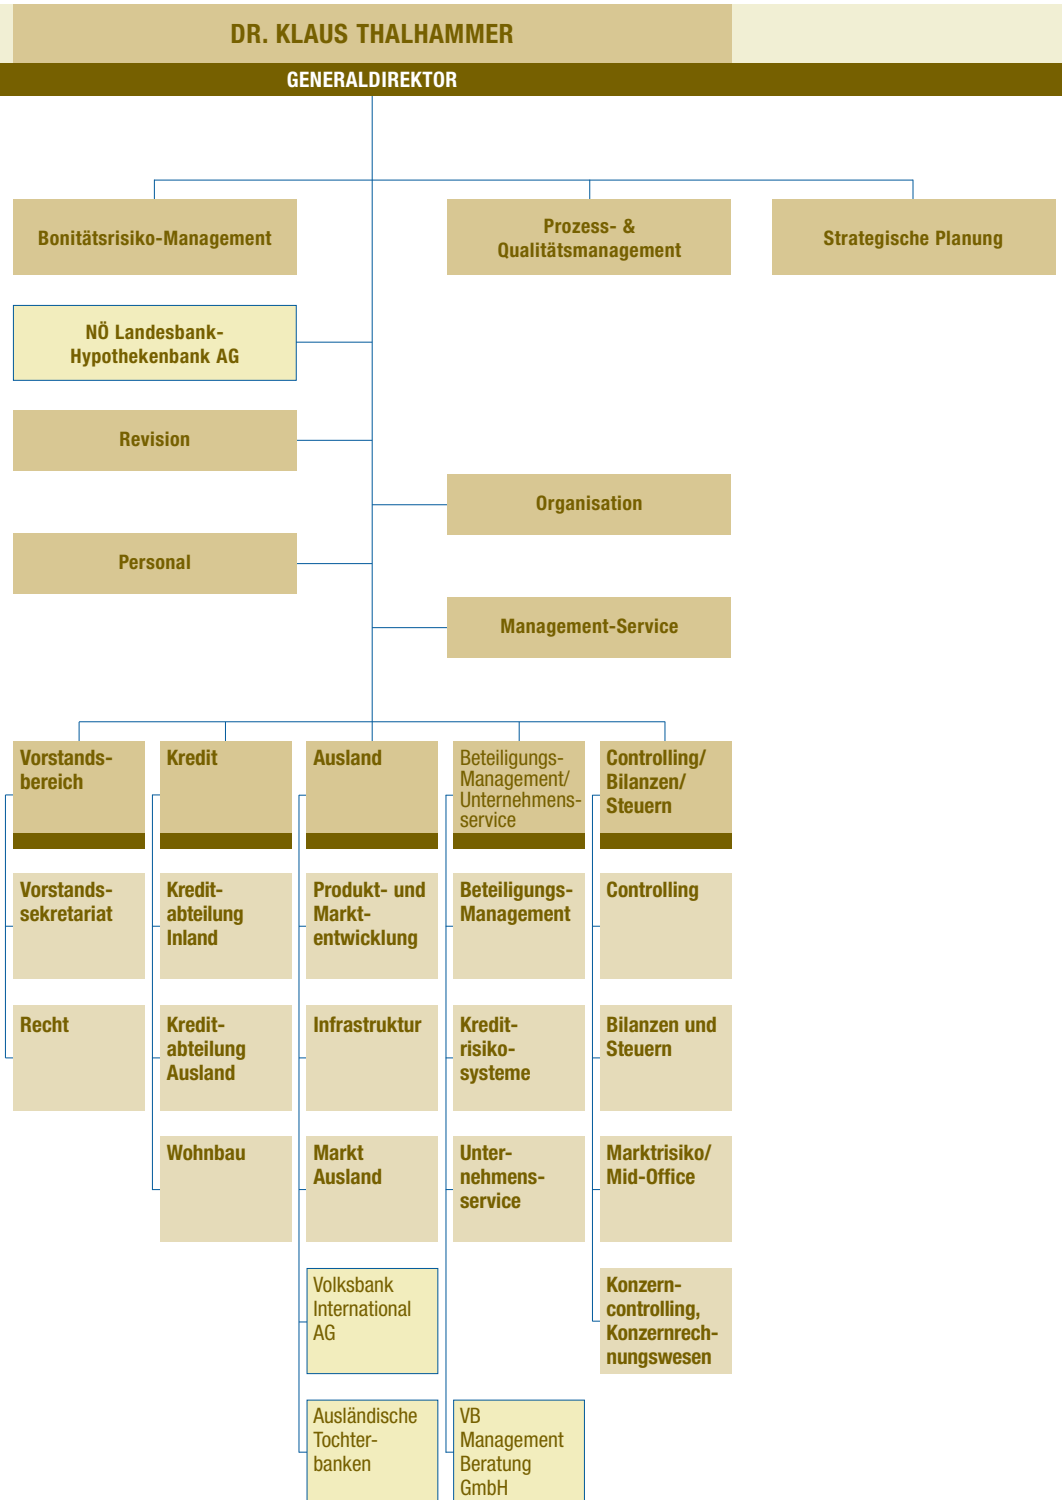 DR. KLAUS THALHAMMER
GENERALDIREKTOR
Bonitätsrisiko-Management
Prozess- &
Qualitätsmanagement
Strategische Planung
NÖ Landesbank-
Hypothekenbank AG
Revision
Organisation
Personal
Management-Service
Vorstands-
bereich
Kredit
Ausland
Beteiligungs-
Management/
Unternehmens-
service
Controlling/
Bilanzen/
Steuern
Vorstands-
sekretariat
Kredit-
abteilung
Inland
Produkt- und
Markt-
entwicklung
Beteiligungs-
Management
Controlling
Recht
Kredit-
abteilung
Ausland
Infrastruktur
Kredit-
risiko-
systeme
Bilanzen und
Steuern
Wohnbau
Markt
Ausland
Unter-
nehmens-
service
Marktrisiko/
Mid-Office
Volksbank
International
AG
Konzern-
controlling,
Konzernrech-
nungswesen
Ausländische
Tochter-
banken
VB
Management
Beratung
GmbH